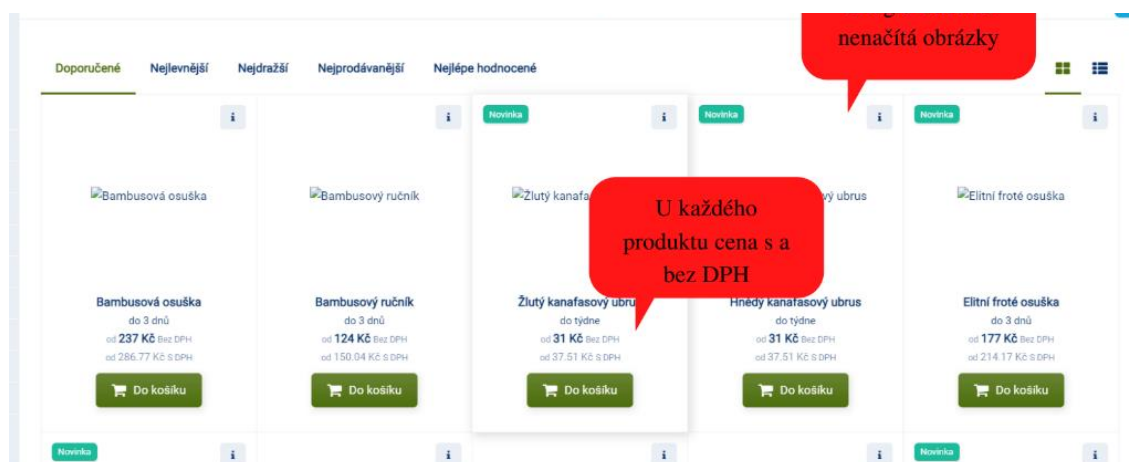 nenačítá obrázky
Doporučené Nejlevnější Nejdražší Nejprodávanější Nejlépe hodnocené
i i Novinka i Novinka i Novinka i
Bambusová osuška Bambusový ručník Žlutý kanafa ý ubrus Elitní froté osuška
U každého
produktu cena s a
bez DPH
Bambusová osuška Bambusový ručník Žlutý kanafasový ubru Hnědý kanafasový ubrus Elitní froté osuška
do 3 dnů do 3 dnů do týdne do týdne do 3 dnů
od 237 Kč Bez DPH od 124 Kč Bez DPH od 31 Kč Bez DPH od 31 Kč Bez DPH od 177 Kč Bez DPH
od 286.77 Kč S DPH od 150.04 Kč S DPH od 37.51 Kč S DPH od 37.51 Kč S DPH od 214.17 Kč S DPH
Do košíku Do košíku Do košíku Do košíku Do košíku
Novinka i i i i Novinka i